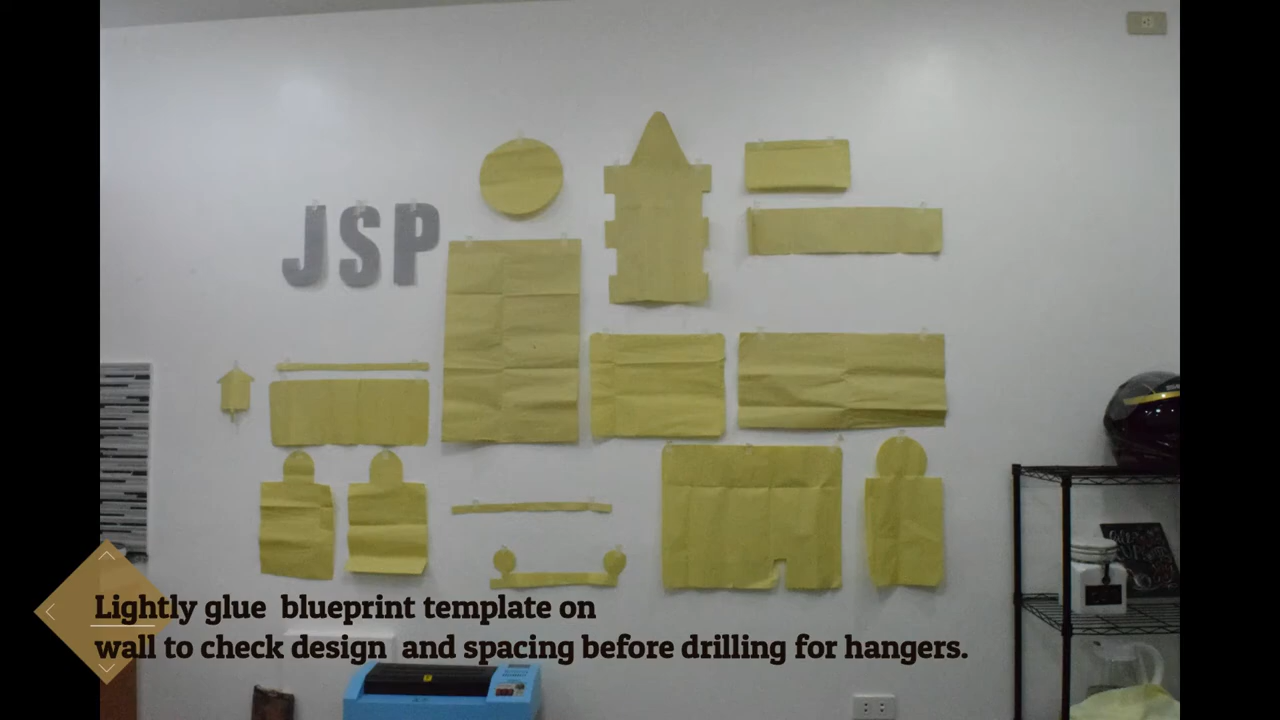 JSP
Lightly glue  blueprint template on
wall to check design  and spacing before drilling for hangers.